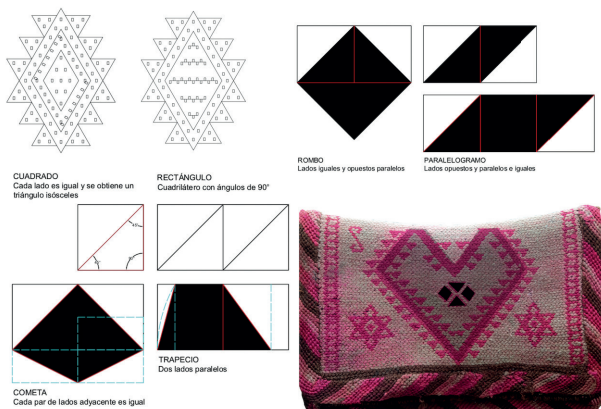 CUADRADO
Cada lado es igual y se obtiene un
triángulo isósceles
RECTÁNGULO
Cuadrilátero con ángulos de 90°
ROMBO
Lados iguales y opuestos paralelos
PARALELOGRAMO
Lados opuestos y paralelos e iguales
45°
COMETA
Cada par de lados adyacente es igual
TRAPECIO
Dos lados paralelos